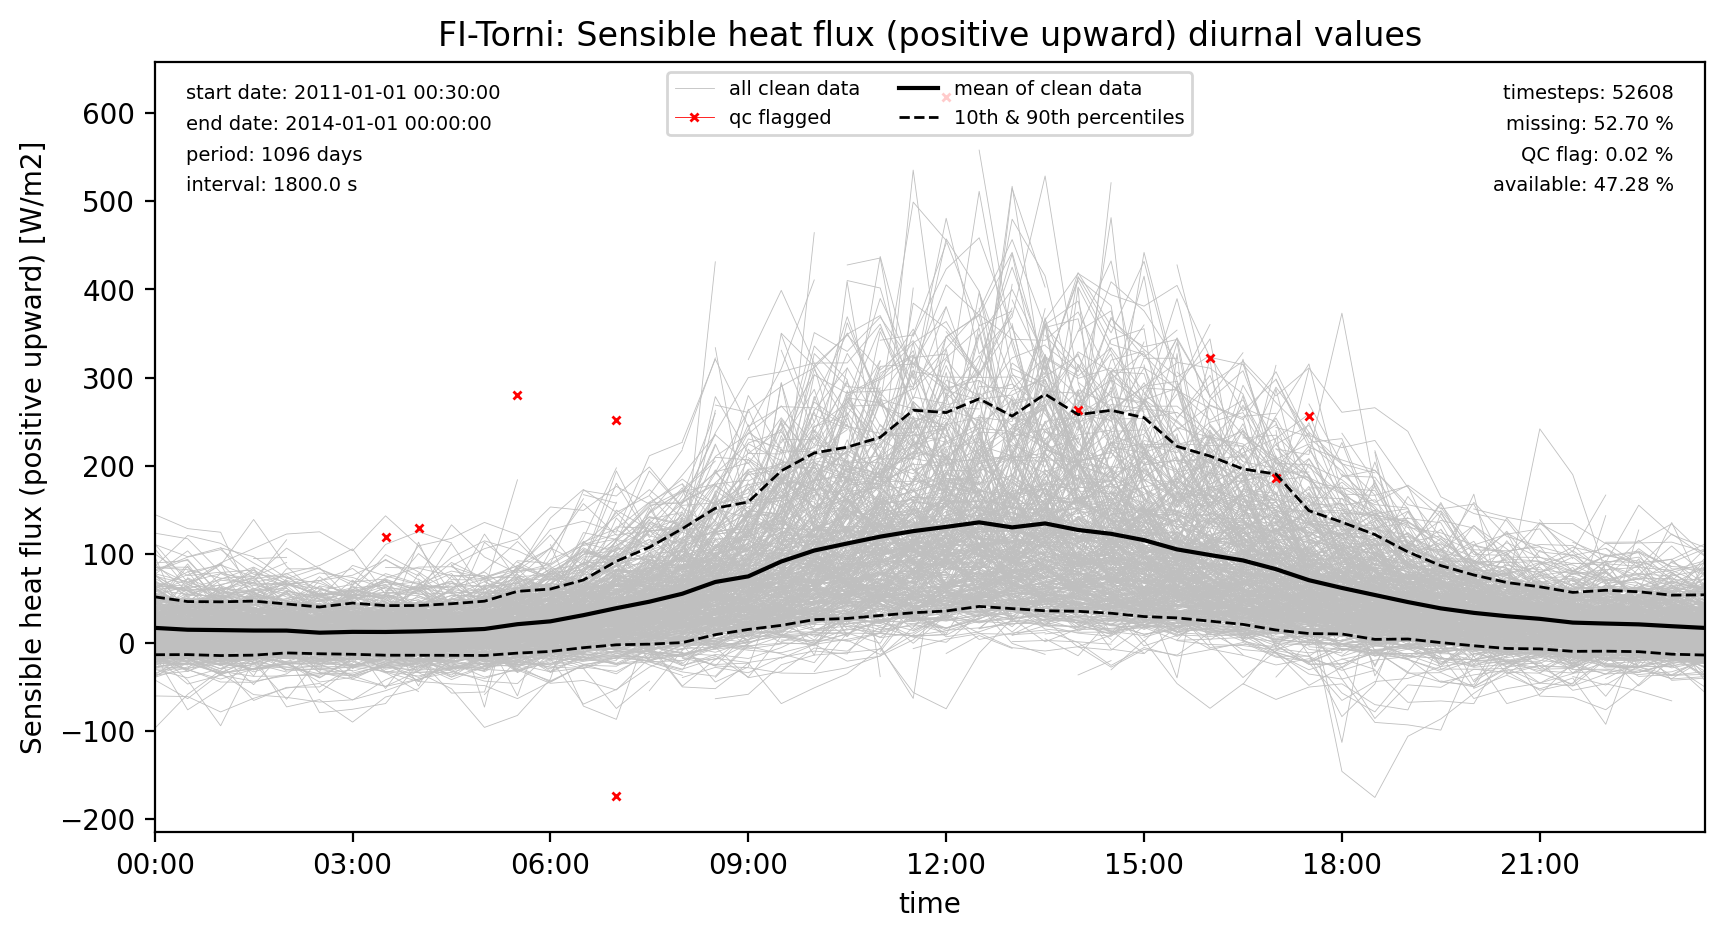 FI-Torni: Sensible heat flux (positive upward) diurnal values
start date: 2011-01-01 00:30:00
end date: 2014-01-01 00:00:00
period: 1096 days
interval: 1800.0 s
all clean data
qc flagged
mean of clean data
10th & 90th percentiles
timesteps: 52608
missing: 52.70 %
QC flag: 0.02 %
available: 47.28 %
Sensible heat flux (positive upward) [W/m2]
600
500
400
300
200
100
0
−100
−200
00:00
03:00
06:00
09:00
12:00
15:00
18:00
21:00
time